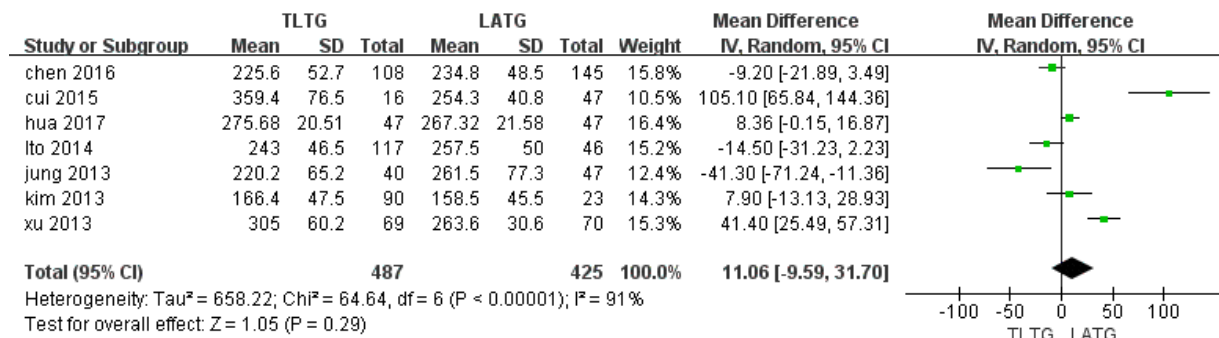 TLTG LATG Mean Difference Mean Difference
Study or Subgroup Mean SD Total Mean SD Total Weight IV, Random, 95% CI IV, Random, 95% CI
chen 2016 225.6 52.7 108 234.8 48.5 145 15.8% -9.20 [-21.89, 3.49]
cui 2015 359.4 76.5 16 254.3 40.8 47 10.5% 105.10 [65.84, 144.36]
hua 2017 275.68 20.51 47 267.32 21.58 47 16.4% 8.36 [-0.15, 16.87]
Ito 2014 243 46.5 117 257.5 50 46 15.2% -14.50 [-31.23, 2.23]
jung 2013 220.2 65.2 40 261.5 77.3 47 12.4% -41.30 [-71.24, -11.36]
kim 2013 166.4 47.5 90 158.5 45.5 23 14.3% 7.90 [-13.13, 28.93]
xu 2013 305 60.2 69 263.6 30.6 70 15.3% 41.40 [25.49, 57.31]
Total (95% CI) 487 425 100.0% 11.06 [-9.59, 31.70]
Heterogeneity: Tau² = 658.22; Chi² = 64.64, df = 6 (P < 0.00001); I² = 91%
Test for overall effect: Z = 1.05 (P = 0.29)
-100 -50 0 50 100
TLTG LATG